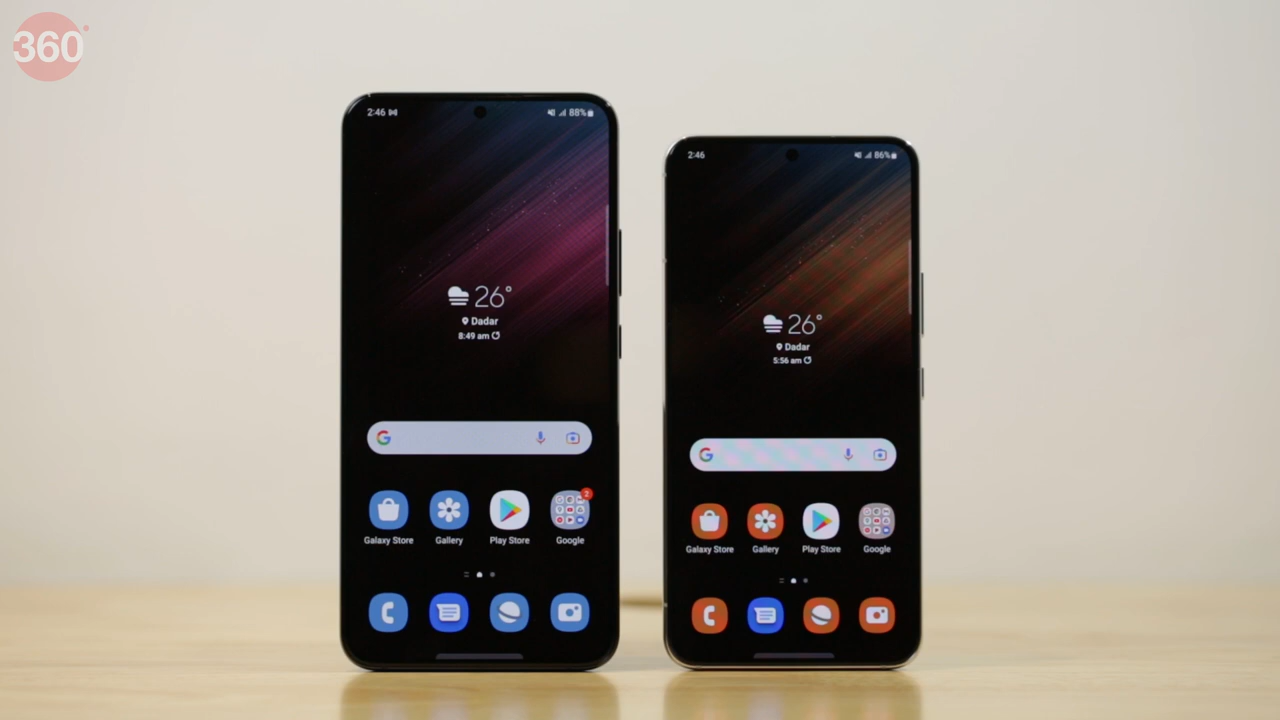 360
2:46
88%
26°
Dadar
8:49 am
Galaxy Store
Gallery
Play Store
Google
2
2:46
86%
26°
Dadar
5:56 am
Galaxy Store
Gallery
Play Store
Google